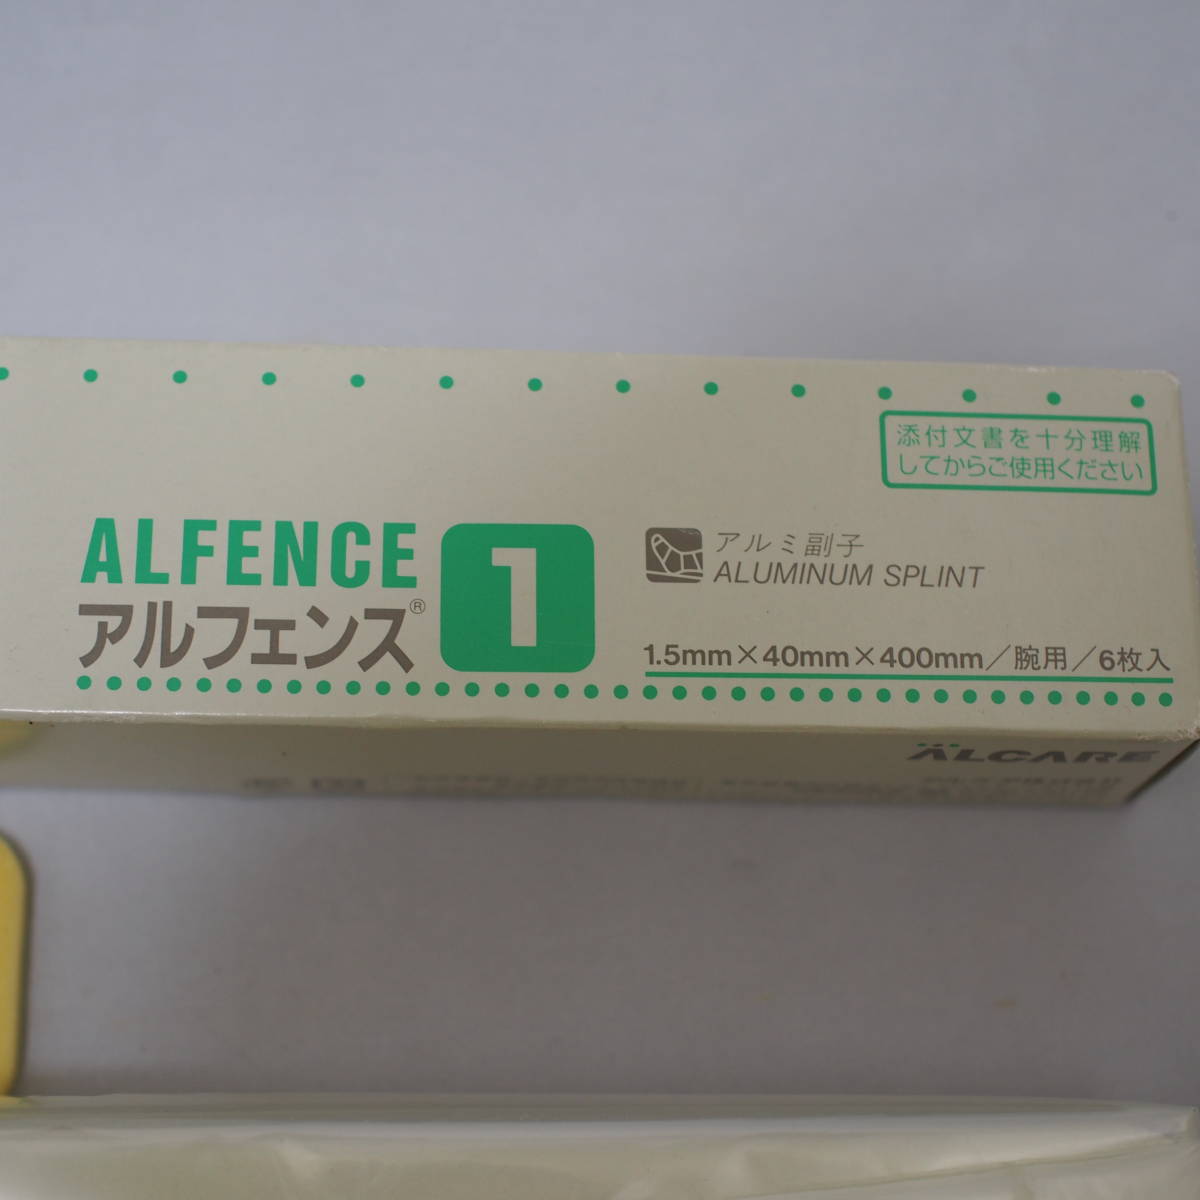 添付文書を十分理解
してからご使用ください
ALFENCE
アルフェンス®
1
アルミ副子
ALUMINUM SPLINT
1.5mm×40mm×400mm／腕用／6枚入
ALCARE